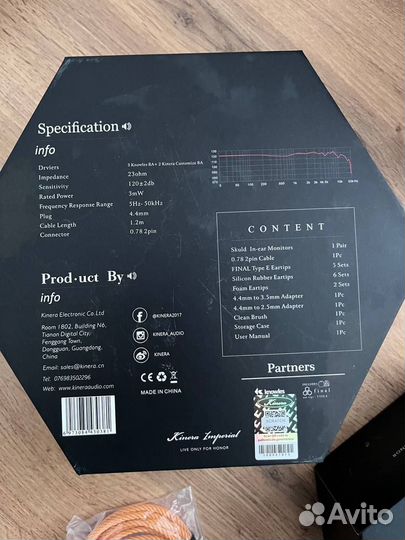 Specification
info
Drviers 3 Knowles BA+ 2 Kinera Customize BA
Impedance 23ohm
Sensitivity 120±2db
Rated Power 3mW
Frequency Response Range 5Hz- 50kHz
Plug 4.4mm
Cable Length 1.2m
Connector 0.78 2pin
CONTENT
Skuld In-ear Monitors 1 Pair
0.78 2pin Cable 1Pc
FINAL Type E Eartips 5 Sets
Silicon Rubber Eartips 6 Sets
Foam Eartips 2 Sets
4.4mm to 3.5mm Adapter 1Pc
4.4mm to 2.5mm Adapter 1Pc
Clean Brush 1Pc
Storage Case 1Pc
User Manual 1Pc
Prod·uct By
info
Kinera Electronic Co.Ltd
Room 1802, Building N6,
Tianan Digital City;
Fenggang Town,
Dongguan, Guangdong,
China
Email: sales@kinera.cn
Tel: 076983502296
Web: www.kineraaudio.com
@KINERA2017
KINERA_AUDIO
KINERA
CE
MADE IN CHINA
Partners
knowles
final
Kinera Imperial
LIVE ONLY FOR HONOR
Avito